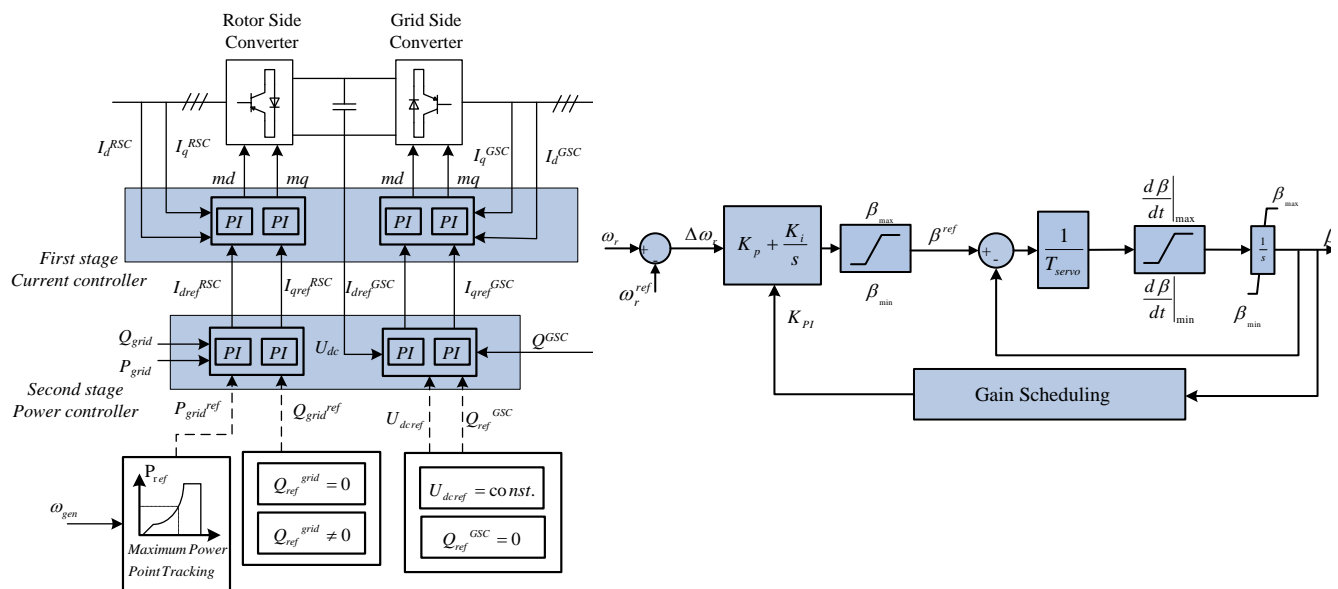 Rotor Side
Converter
Grid Side
Converter
I_d^RSC
I_q^RSC
I_q^GSC
I_d^GSC
md
mq
md
mq
PI
PI
PI
PI
First stage
Current controller
I_dref^RSC
I_qref^RSC
I_dref^GSC
I_qref^GSC
Q_grid
P_grid
PI
PI
U_dc
PI
PI
Q^GSC
Second stage
Power controller
P_grid^ref
Q_grid^ref
U_dcref
Q_ref^GSC
P_ref
ω_gen
Maximum Power
Point Tracking
Q_ref^grid = 0
Q_ref^grid ≠ 0
U_dcref = const.
Q_ref^GSC = 0
ω_r
+
-
ω_r^ref
Δω_r
K_p + K_i/s
K_PI
β_max
β_min
β^ref
+
-
1/T_servo
dβ/dt|_max
dβ/dt|_min
β_max
1/s
β_min
β
Gain Scheduling